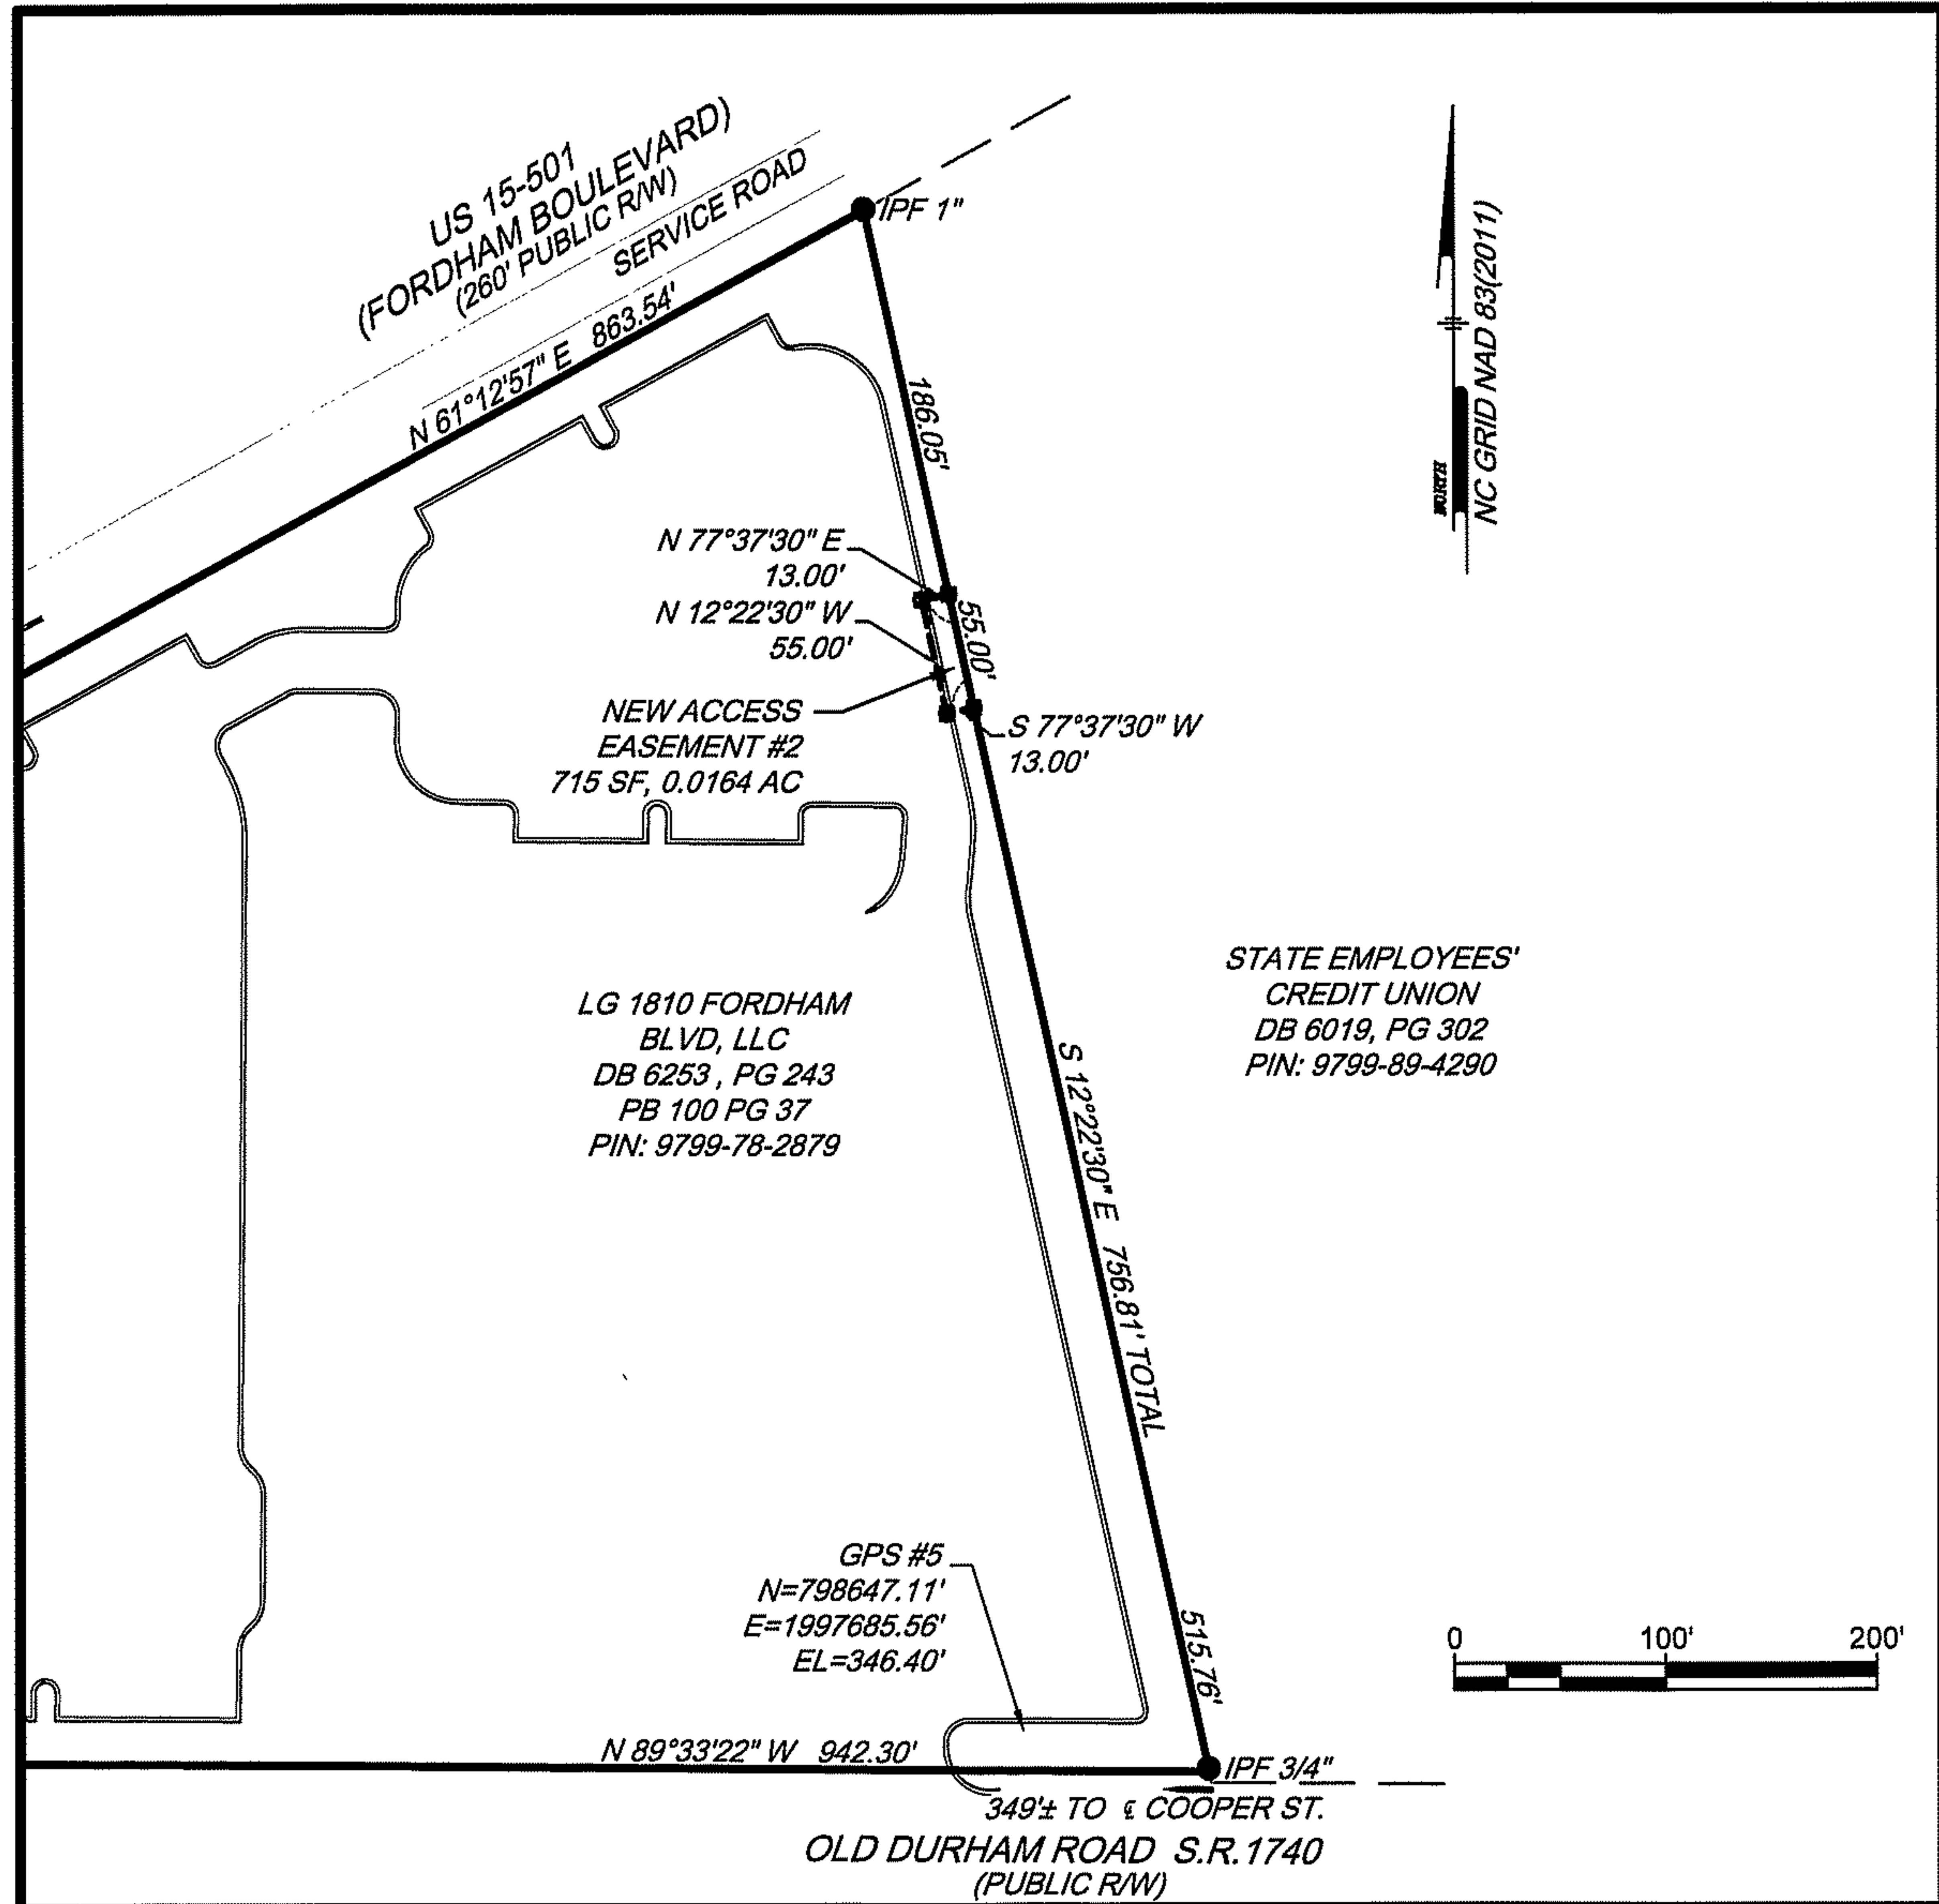 US 15-501
(FORDHAM BOULEVARD)
(260' PUBLIC R/W)
SERVICE ROAD
N 61°12'57" E 863.54'
IPF 1"
186.05'
NORTH
NC GRID NAD 83(2011)
N 77°37'30" E
13.00'
N 12°22'30" W
55.00'
55.00'
NEW ACCESS
EASEMENT #2
715 SF, 0.0164 AC
S 77°37'30" W
13.00'
LG 1810 FORDHAM
BLVD, LLC
DB 6253 , PG 243
PB 100 PG 37
PIN: 9799-78-2879
STATE EMPLOYEES'
CREDIT UNION
DB 6019, PG 302
PIN: 9799-89-4290
S 12°22'30" E 756.81' TOTAL
GPS #5
N=798647.11'
E=1997685.56'
EL=346.40'
515.76'
0 100' 200'
N 89°33'22" W 942.30'
IPF 3/4"
349'± TO ℄ COOPER ST.
OLD DURHAM ROAD S.R.1740
(PUBLIC R/W)